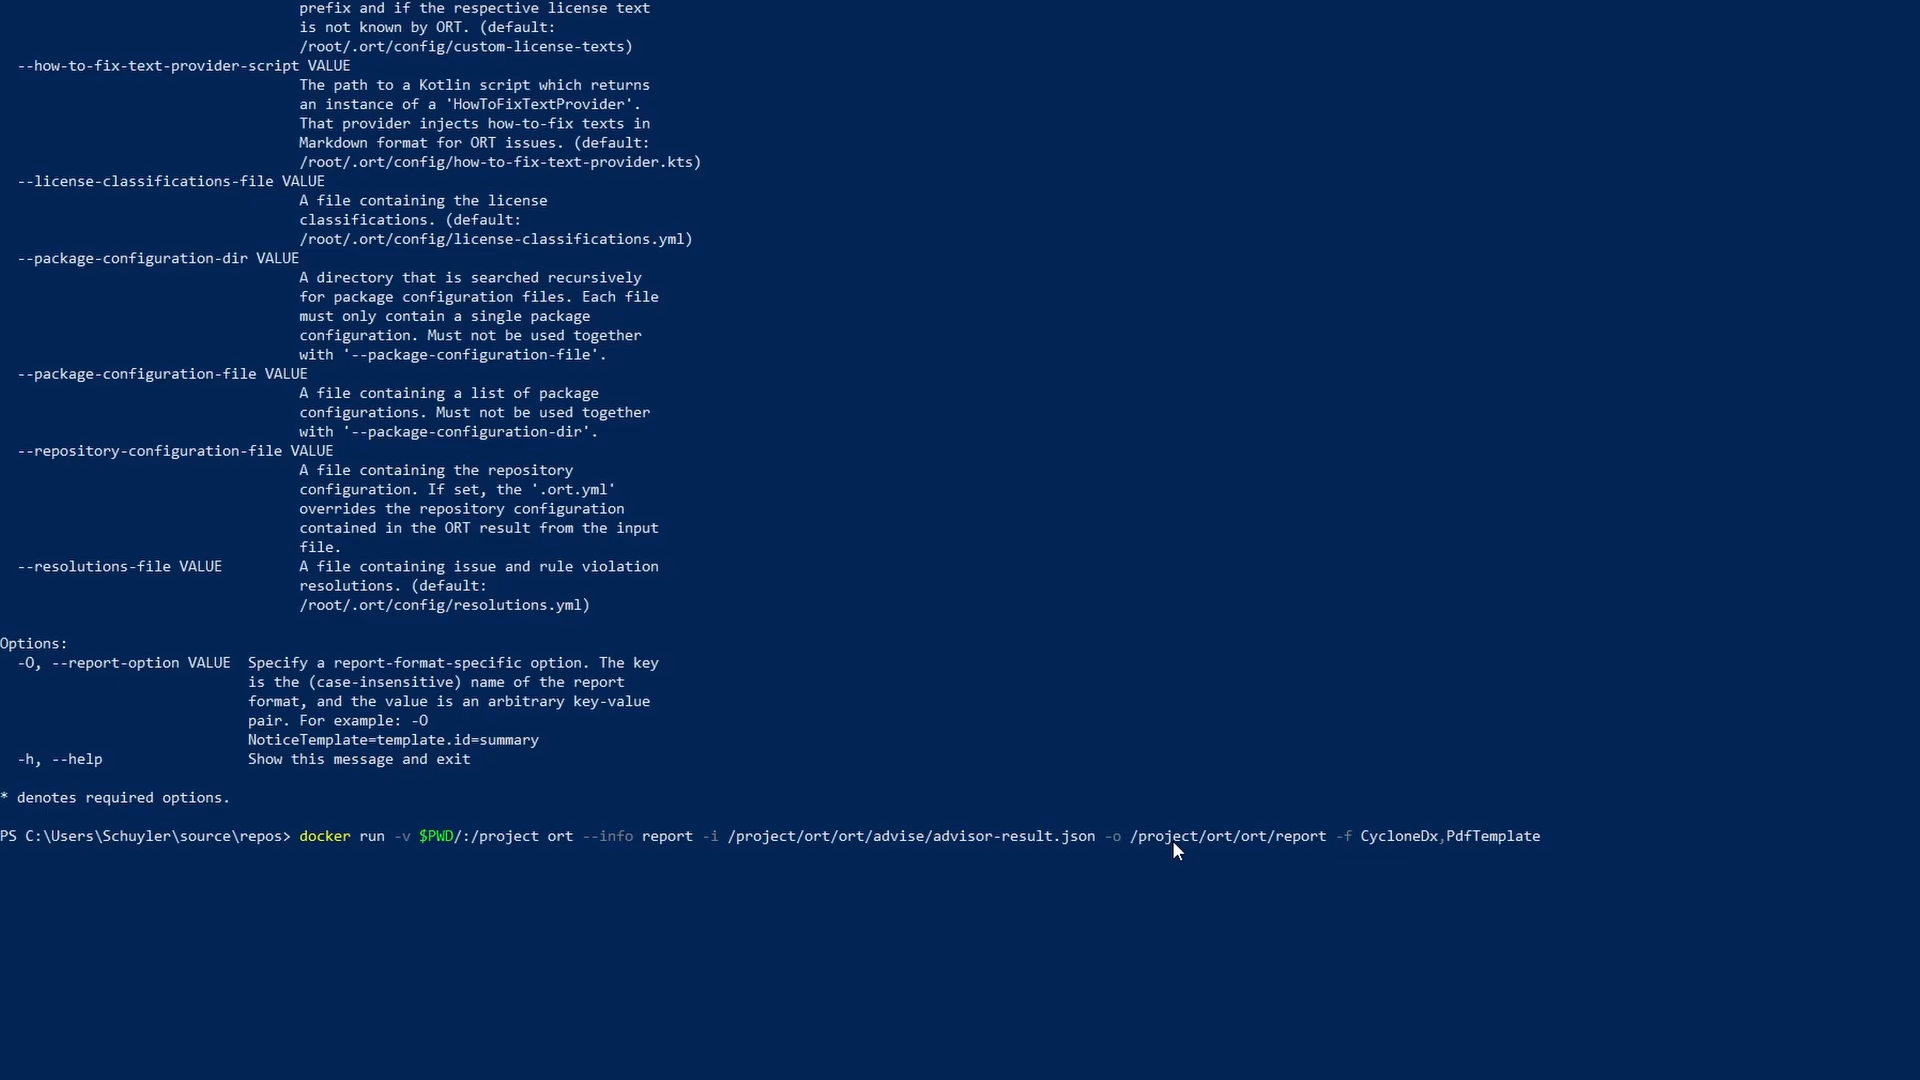 prefix and if the respective license text
is not known by ORT. (default:
/root/.ort/config/custom-license-texts)
--how-to-fix-text-provider-script VALUE
The path to a Kotlin script which returns
an instance of a 'HowToFixTextProvider'.
That provider injects how-to-fix texts in
Markdown format for ORT issues. (default:
/root/.ort/config/how-to-fix-text-provider.kts)
--license-classifications-file VALUE
A file containing the license
classifications. (default:
/root/.ort/config/license-classifications.yml)
--package-configuration-dir VALUE
A directory that is searched recursively
for package configuration files. Each file
must only contain a single package
configuration. Must not be used together
with '--package-configuration-file'.
--package-configuration-file VALUE
A file containing a list of package
configurations. Must not be used together
with '--package-configuration-dir'.
--repository-configuration-file VALUE
A file containing the repository
configuration. If set, the '.ort.yml'
overrides the repository configuration
contained in the ORT result from the input
file.
--resolutions-file VALUE A file containing issue and rule violation
resolutions. (default:
/root/.ort/config/resolutions.yml)
Options:
-O, --report-option VALUE Specify a report-format-specific option. The key
is the (case-insensitive) name of the report
format, and the value is an arbitrary key-value
pair. For example: -O
NoticeTemplate=template.id=summary
-h, --help Show this message and exit
* denotes required options.
PS C:\Users\Schuyler\source\repos> docker run -v $PWD/:/project ort --info report -i /project/ort/ort/advise/advisor-result.json -o /project/ort/ort/report -f CycloneDx,PdfTemplate